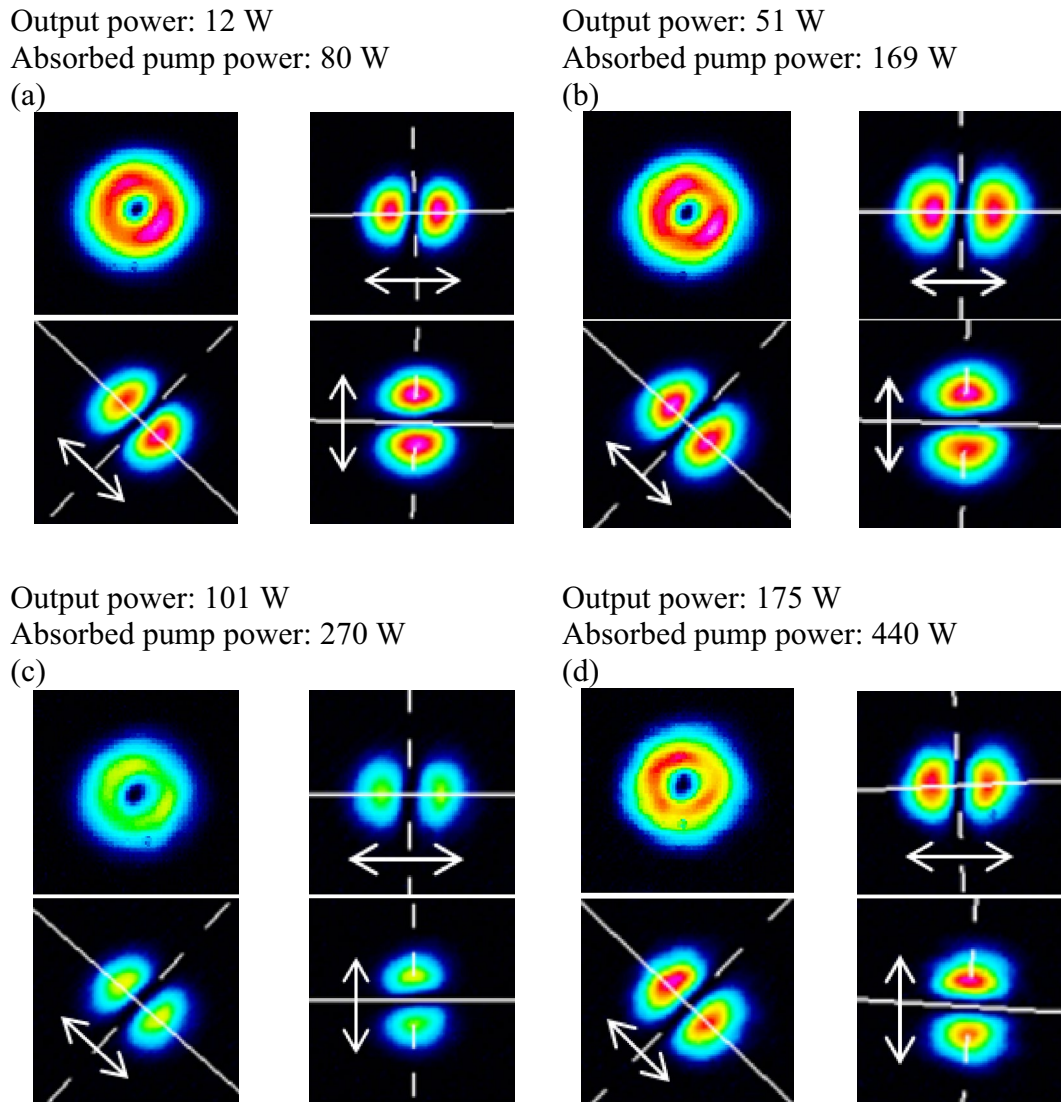 Output power: 12 W
Absorbed pump power: 80 W
(a)
Output power: 51 W
Absorbed pump power: 169 W
(b)
Output power: 101 W
Absorbed pump power: 270 W
(c)
Output power: 175 W
Absorbed pump power: 440 W
(d)